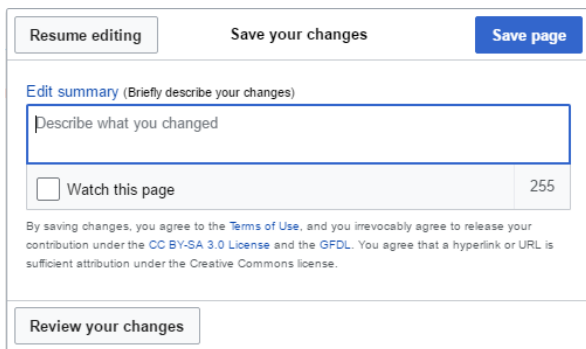 Resume editing Save your changes Save page
Edit summary (Briefly describe your changes)
Describe what you changed
Watch this page 255
By saving changes, you agree to the Terms of Use, and you irrevocably agree to release your
contribution under the CC BY-SA 3.0 License and the GFDL. You agree that a hyperlink or URL is
sufficient attribution under the Creative Commons license.
Review your changes